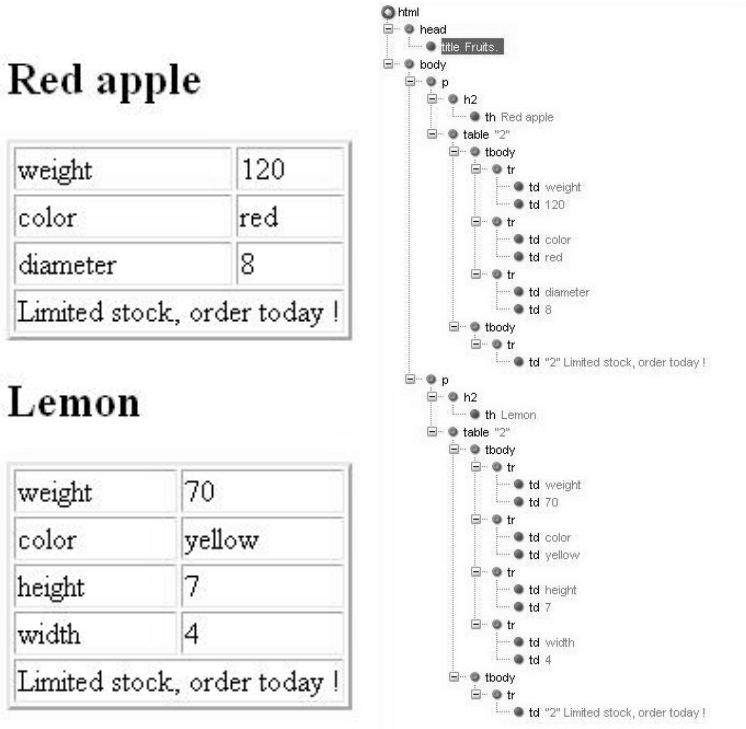 Red apple
weight 120
color red
diameter 8
Limited stock, order today !
Lemon
weight 70
color yellow
height 7
width 4
Limited stock, order today !
html
head
title Fruits.
body
p
h2
th Red apple
table "2"
tbody
tr
td weight
td 120
tr
td color
td red
tr
td diameter
td 8
tbody
tr
td "2" Limited stock, order today !
p
h2
th Lemon
table "2"
tbody
tr
td weight
td 70
tr
td color
td yellow
tr
td height
td 7
tr
td width
td 4
tbody
tr
td "2" Limited stock, order today !